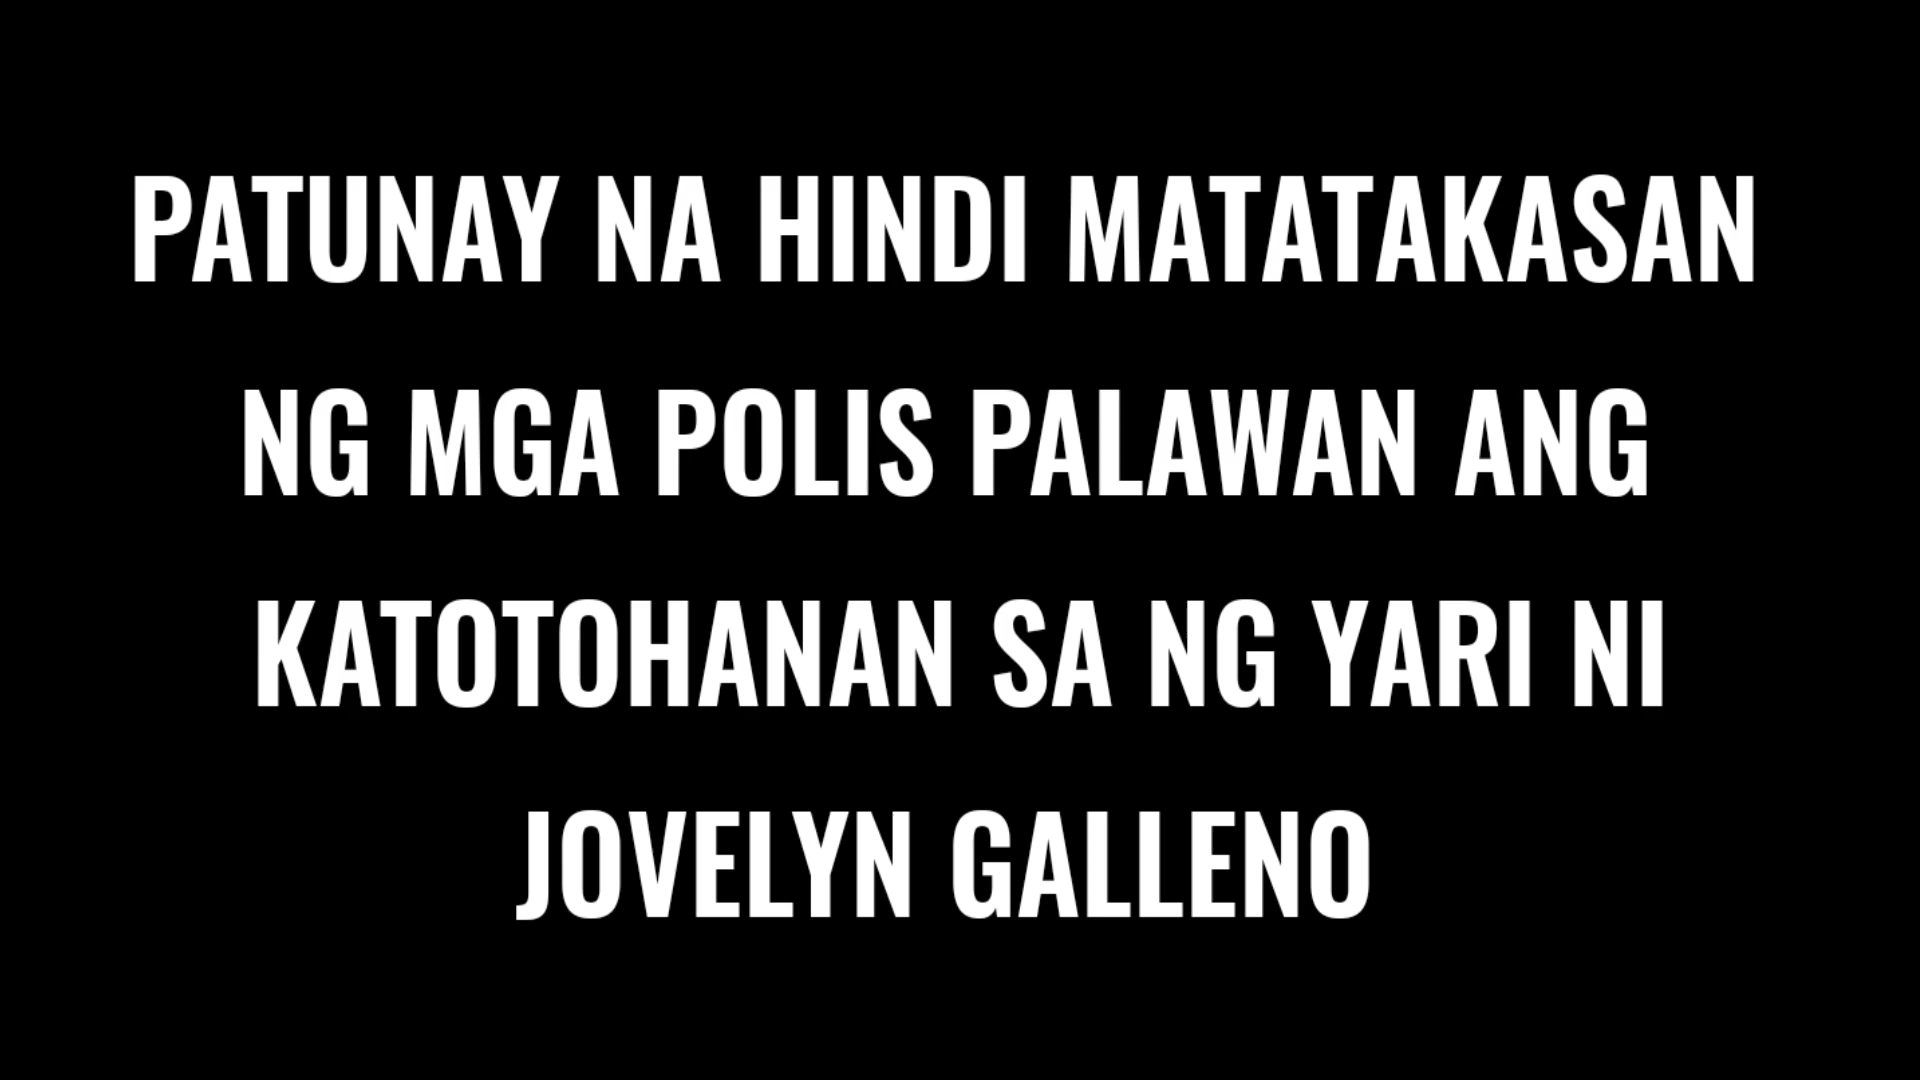 PATUNAY NA HINDI MATATAKASAN
NG MGA POLIS PALAWAN ANG
KATOTOHANAN SA NG YARI NI
JOVELYN GALLENO